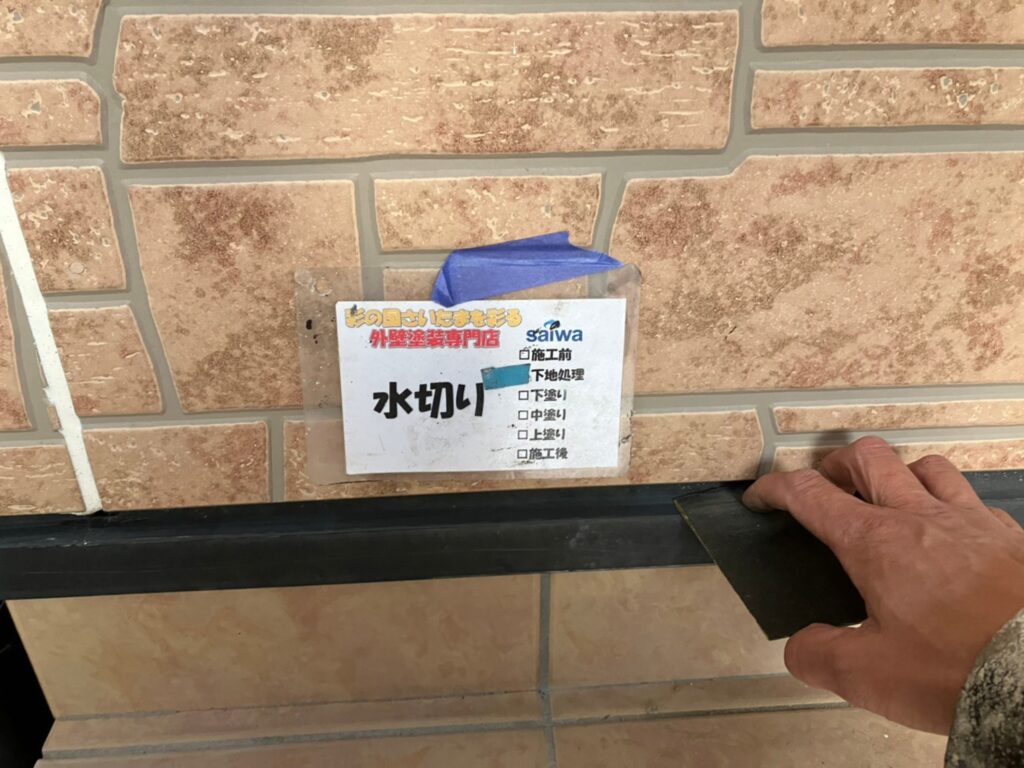 彩の国さいたまを彩る
外壁塗装専門店
saiwa
水切り
□施工前
下地処理
□下塗り
□中塗り
□上塗り
□施工後